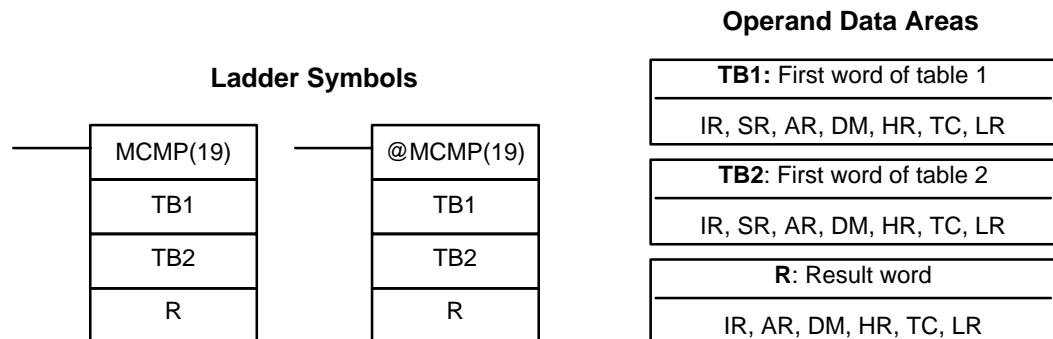 Ladder Symbols
MCMP(19)
TB1
TB2
R
@MCMP(19)
TB1
TB2
R
Operand Data Areas
TB1: First word of table 1
IR, SR, AR, DM, HR, TC, LR
TB2: First word of table 2
IR, SR, AR, DM, HR, TC, LR
R: Result word
IR, AR, DM, HR, TC, LR